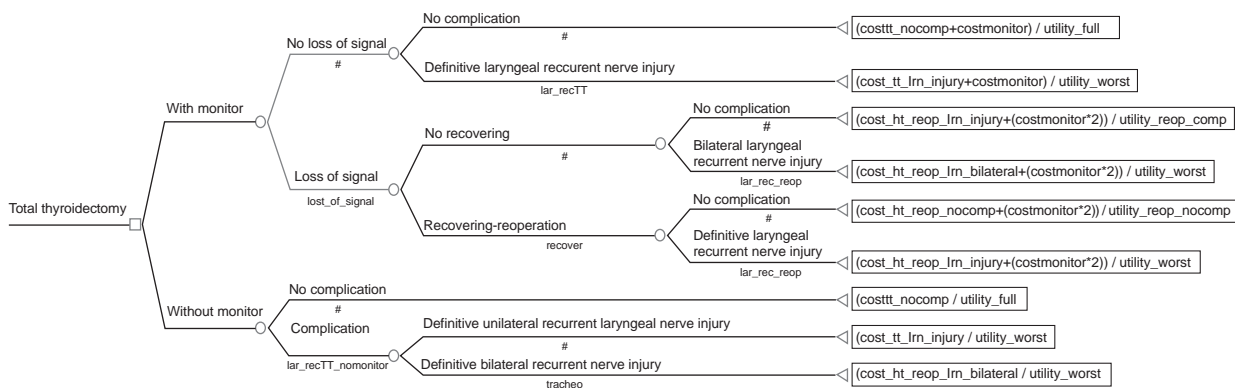 No complication
#
(costtt_nocomp+costmonitor) / utility_full
No loss of signal
#
Definitive laryngeal reccurent nerve injury
lar_recTT
(cost_tt_lrn_injury+costmonitor) / utility_worst
With monitor
No complication
#
(cost_ht_reop_lrn_injury+(costmonitor*2)) / utility_reop_comp
No recovering
#
Bilateral laryngeal
recurrent nerve injury
lar_rec_reop
(cost_ht_reop_lrn_bilateral+(costmonitor*2)) / utility_worst
Loss of signal
lost_of_signal
No complication
#
(cost_ht_reop_nocomp+(costmonitor*2)) / utility_reop_nocomp
Recovering-reoperation
recover
Definitive laryngeal
recurrent nerve injury
lar_rec_reop
(cost_ht_reop_lrn_injury+(costmonitor*2)) / utility_worst
Total thyroidectomy
No complication
#
(costtt_nocomp / utility_full
Without monitor
Complication
lar_recTT_nomonitor
Definitive unilateral recurrent laryngeal nerve injury
#
(cost_tt_lrn_injury / utility_worst
Definitive bilateral recurrent nerve injury
tracheo
(cost_ht_reop_lrn_bilateral / utility_worst